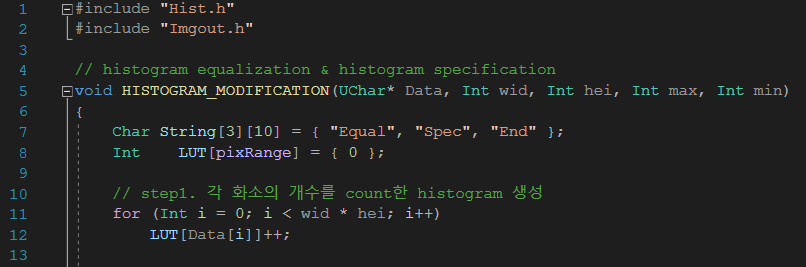 1 #include "Hist.h"
2 #include "Imgout.h"
3
4 // histogram equalization & histogram specification
5 void HISTOGRAM_MODIFICATION(UChar* Data, Int wid, Int hei, Int max, Int min)
6 {
7 Char String[3][10] = { "Equal", "Spec", "End" };
8 Int LUT[pixRange] = { 0 };
9
10 // step1. 각 화소의 개수를 count한 histogram 생성
11 for (Int i = 0; i < wid * hei; i++)
12 LUT[Data[i]]++;
13